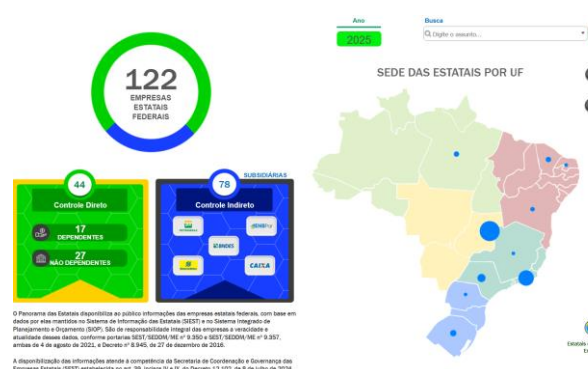 Ano
Busca
2025
Digite o assunto...
122
EMPRESAS
ESTATAIS
FEDERAIS
SEDE DAS ESTATAIS POR UF
44
Controle Direto
17
DEPENDENTES
27
NÃO DEPENDENTES
SUBSIDIÁRIAS
78
Controle Indireto
BNDES
CAIXA
O Panorama das Estatais disponibiliza ao público informações das empresas estatais federais, com base em
dados por elas mantidos no Sistema de Informação das Estatais (SIEST) e no Sistema Integrado de
Planejamento e Orçamento (SIOP). São de responsabilidade integral das empresas a veracidade e
atualidade desses dados, conforme portarias SEST/SEDDM/ME nº 9.350 e SEST/SEDDM/ME nº 9.357,
ambas de 4 de agosto de 2021, e Decreto nº 8.945, de 27 de dezembro de 2016.
A disponibilização das informações atende à competência da Secretaria de Coordenação e Governança das
Empresas Estatais (SEST) estabelecida no art. 39, incisos IV e IX, do Decreto 12.102, de 8 de julho de 2024
Estatais